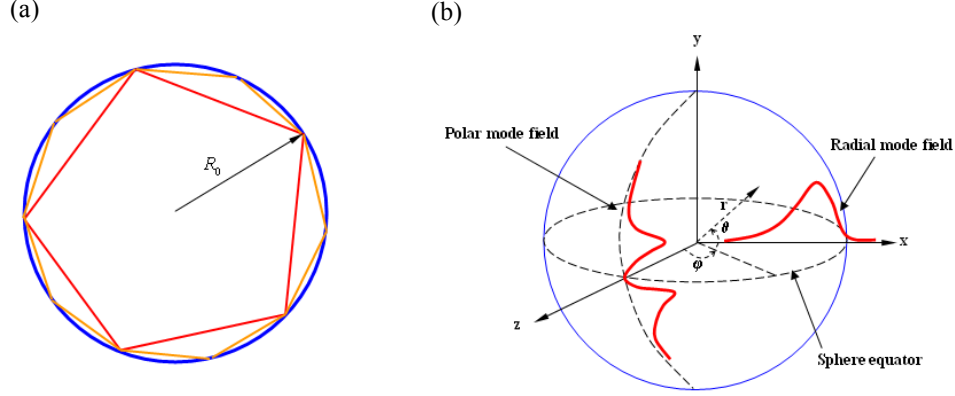 (a)
(b)
R₀
y
Polar mode field
Radial mode field
r
θ
x
φ
z
Sphere equator